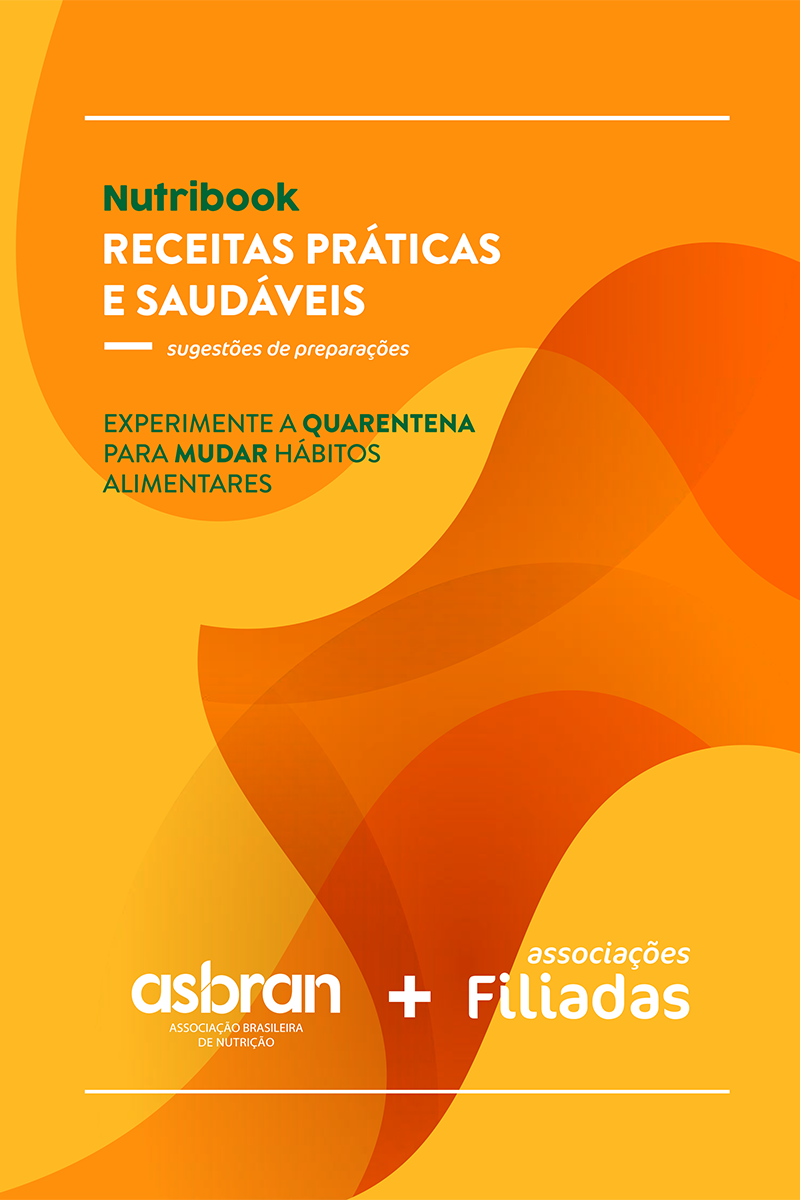 Nutribook
RECEITAS PRÁTICAS
E SAUDÁVEIS
sugestões de preparações
EXPERIMENTE A QUARENTENA
PARA MUDAR HÁBITOS
ALIMENTARES
asbran
ASSOCIAÇÃO BRASILEIRA
DE NUTRIÇÃO
+
associações
Filiadas